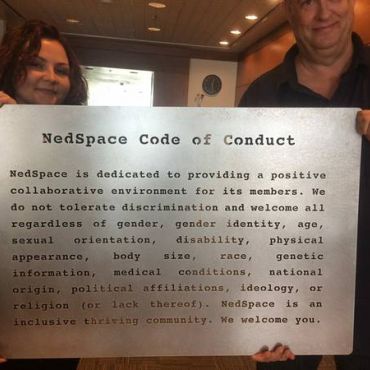 NedSpace Code of Conduct
NedSpace is dedicated to providing a positive
collaborative environment for its members. We
do not tolerate discrimination and welcome all
regardless of gender, gender identity, age,
sexual orientation, disability, physical
appearance, body size, race, genetic
information, medical conditions, national
origin, political affiliations, ideology, or
religion (or lack thereof). NedSpace is an
inclusive thriving community. We welcome you.